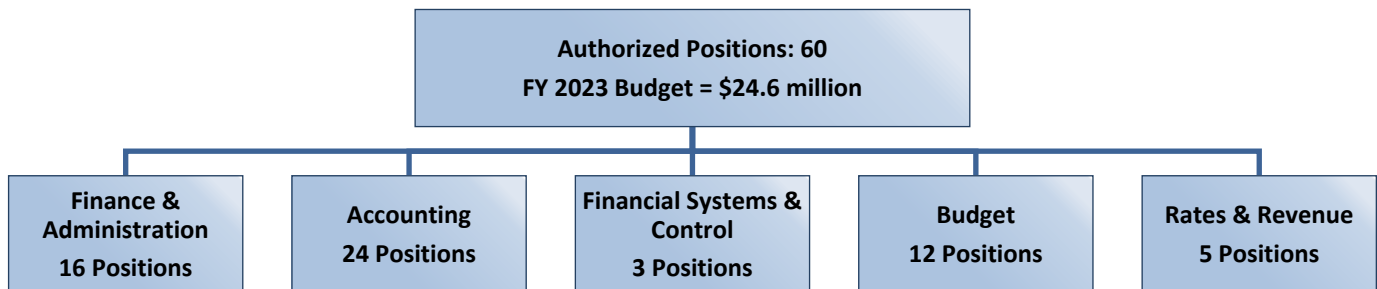 Authorized Positions: 60
FY 2023 Budget = $24.6 million
Finance &
Administration
16 Positions
Accounting
24 Positions
Financial Systems &
Control
3 Positions
Budget
12 Positions
Rates & Revenue
5 Positions